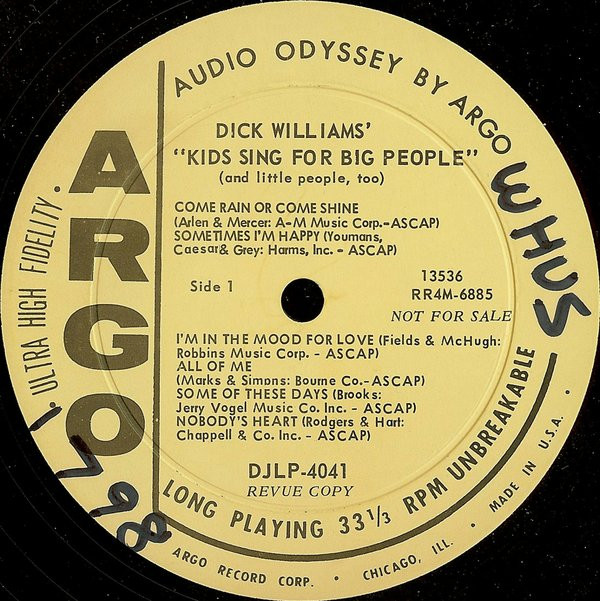 AUDIO ODYSSEY BY ARGO
DICK WILLIAMS'
"KIDS SING FOR BIG PEOPLE"
(and little people, too)
COME RAIN OR COME SHINE
(Arlen & Mercer: A-M Music Corp.-ASCAP)
SOMETIMES I'M HAPPY (Youmans,
Caesar& Grey: Harms, Inc. - ASCAP)
Side 1
13536
RR4M-6885
NOT FOR SALE
I'M IN THE MOOD FOR LOVE (Fields & McHugh:
Robbins Music Corp. - ASCAP)
ALL OF ME
(Marks & Simpns: Bourne Co.-ASCAP)
SOME OF THESE DAYS (Brooks:
Jerry Vogel Music Co. Inc. - ASCAP)
NOBODY'S HEART (Rodgers & Hart:
Chappell & Co. Inc. - ASCAP)
DJLP-4041
REVUE COPY
LONG PLAYING 33 1/3 RPM UNBREAKABLE
ARGO RECORD CORP. • CHICAGO, ILL. • MADE IN U.S.A. •
ARGO
. ULTRA HIGH FIDELITY .
WHUS
1798